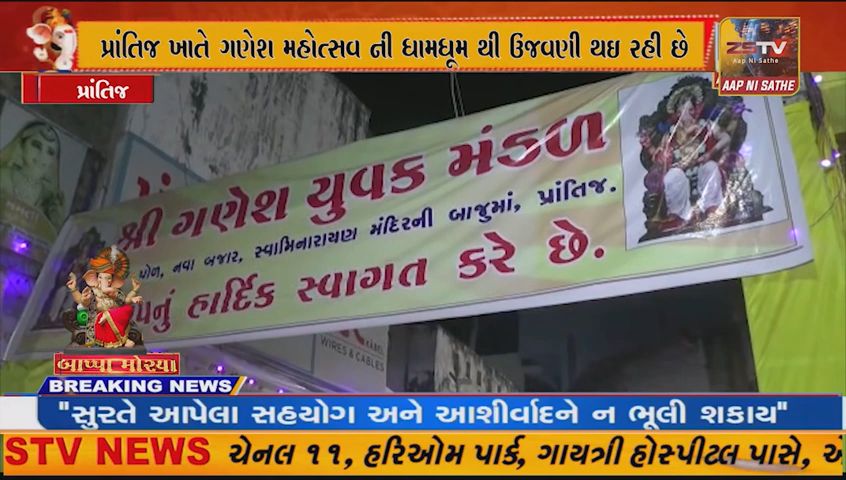 પ્રાંતિજ ખાતે ગણેશ મહોત્સવ ની ધામધૂમ થી ઉજવણી થઇ રહી છે
ZSTV
Aap Ni Sathe
AAP NI SATHE
પ્રાંતિજ
શ્રી ગણેશ યુવક મંડળ
પોળ, નવા બજાર, સ્વામિનારાયણ મંદિરની બાજુમાં, પ્રાંતિજ.
પનું હાર્દિક સ્વાગત કરે છે.
WIRES & CABLES
બાપ્પા મોરયા
BREAKING NEWS
"સુરતે આપેલા સહયોગ અને આશીર્વાદને ન ભૂલી શકાય"
STV NEWS ચેનલ ૧૧, હરિઓમ પાર્ક, ગાયત્રી હોસ્પીટલ પાસે,